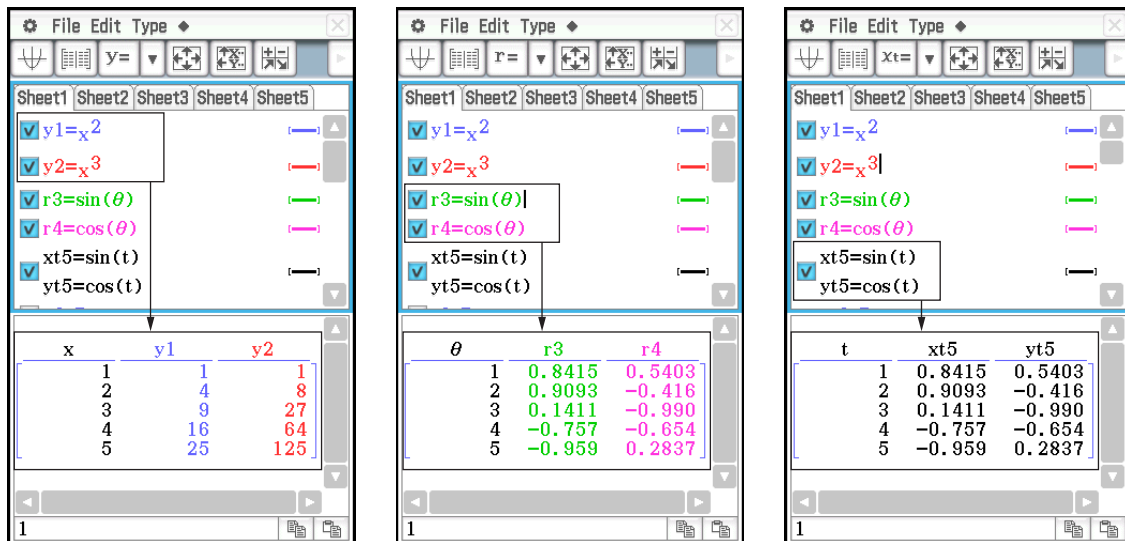 File Edit Type ◆
y=
Sheet1 Sheet2 Sheet3 Sheet4 Sheet5
y1=x^2
y2=x^3
r3=sin(θ)
r4=cos(θ)
xt5=sin(t)
yt5=cos(t)
x y1 y2
1 1 1
2 4 8
3 9 27
4 16 64
5 25 125
1
File Edit Type ◆
r=
Sheet1 Sheet2 Sheet3 Sheet4 Sheet5
y1=x^2
y2=x^3
r3=sin(θ)
r4=cos(θ)
xt5=sin(t)
yt5=cos(t)
θ r3 r4
1 0.8415 0.5403
2 0.9093 -0.416
3 0.1411 -0.990
4 -0.757 -0.654
5 -0.959 0.2837
1
File Edit Type ◆
xt=
Sheet1 Sheet2 Sheet3 Sheet4 Sheet5
y1=x^2
y2=x^3
r3=sin(θ)
r4=cos(θ)
xt5=sin(t)
yt5=cos(t)
t xt5 yt5
1 0.8415 0.5403
2 0.9093 -0.416
3 0.1411 -0.990
4 -0.757 -0.654
5 -0.959 0.2837
1